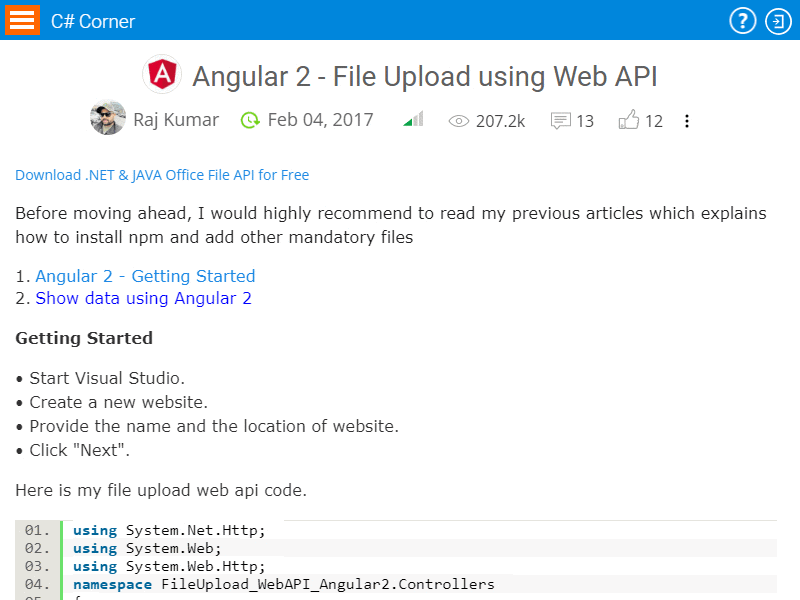 C# Corner
Angular 2 - File Upload using Web API
Raj Kumar Feb 04, 2017 207.2k 13 12
Download .NET & JAVA Office File API for Free
Before moving ahead, I would highly recommend to read my previous articles which explains
how to install npm and add other mandatory files
1. Angular 2 - Getting Started
2. Show data using Angular 2
Getting Started
• Start Visual Studio.
• Create a new website.
• Provide the name and the location of website.
• Click "Next".
Here is my file upload web api code.
01. using System.Net.Http;
02. using System.Web;
03. using System.Web.Http;
04. namespace FileUpload_WebAPI_Angular2.Controllers
05. {